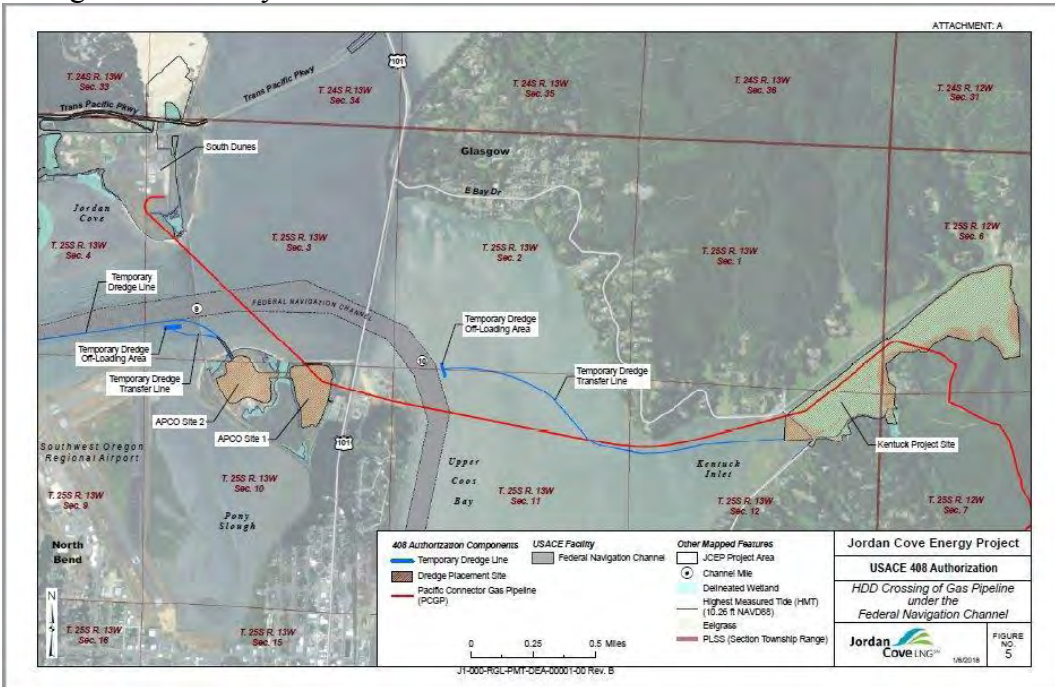 ATTACHMENT: A
T. 24S R. 13W
Sec. 33
Trans Pacific Pkwy
Trans Pacific Pkwy
T. 24S R. 13W
Sec. 34
101
T. 24S R. 13W
Sec. 35
T. 24S R. 13W
Sec. 36
T. 24S R. 12W
Sec. 31
South Dunes
Glasgow
E Bay Dr
Jordan
Cove
T. 25S R. 13W
Sec. 4
T. 25S R. 13W
Sec. 3
T. 25S R. 13W
Sec. 2
T. 25S R. 13W
Sec. 1
T. 25S R. 12W
Sec. 6
Temporary
Dredge Line
9
FEDERAL NAVIGATION CHANNEL
Temporary Dredge
Off-Loading Area
Temporary Dredge
Transfer Line
APCO Site 2
APCO Site 1
10
Temporary Dredge
Off-Loading Area
Temporary Dredge
Transfer Line
101
Kentuck Project Site
Southwest Oregon
Regional Airport
T. 25S R. 13W
Sec. 9
T. 25S R. 13W
Sec. 10
Pony
Slough
Upper
Coos
Bay
T. 25S R. 13W
Sec. 11
Kentuck
Inlet
T. 25S R. 13W
Sec. 12
T. 25S R. 12W
Sec. 7
North
Bend
N
T. 25S R. 13W
Sec. 16
T. 25S R. 13W
Sec. 15
408 Authorization Components
Temporary Dredge Line
Dredge Placement Site
Pacific Connector Gas Pipeline
(PCGP)
USACE Facility
Federal Navigation Channel
Other Mapped Features
JCEP Project Area
Channel Mile
Delineated Wetland
Highest Measured Tide (HMT)
(10.26 ft NAVD88)
Eelgrass
PLSS (Section Township Range)
0 0.25 0.5 Miles
Jordan Cove Energy Project
USACE 408 Authorization
HDD Crossing of Gas Pipeline
under the
Federal Navigation Channel
Jordan
Cove LNG
1/8/2018
FIGURE
NO.
5
J1-000-RGL-PMT-DEA-00001-00 Rev. B